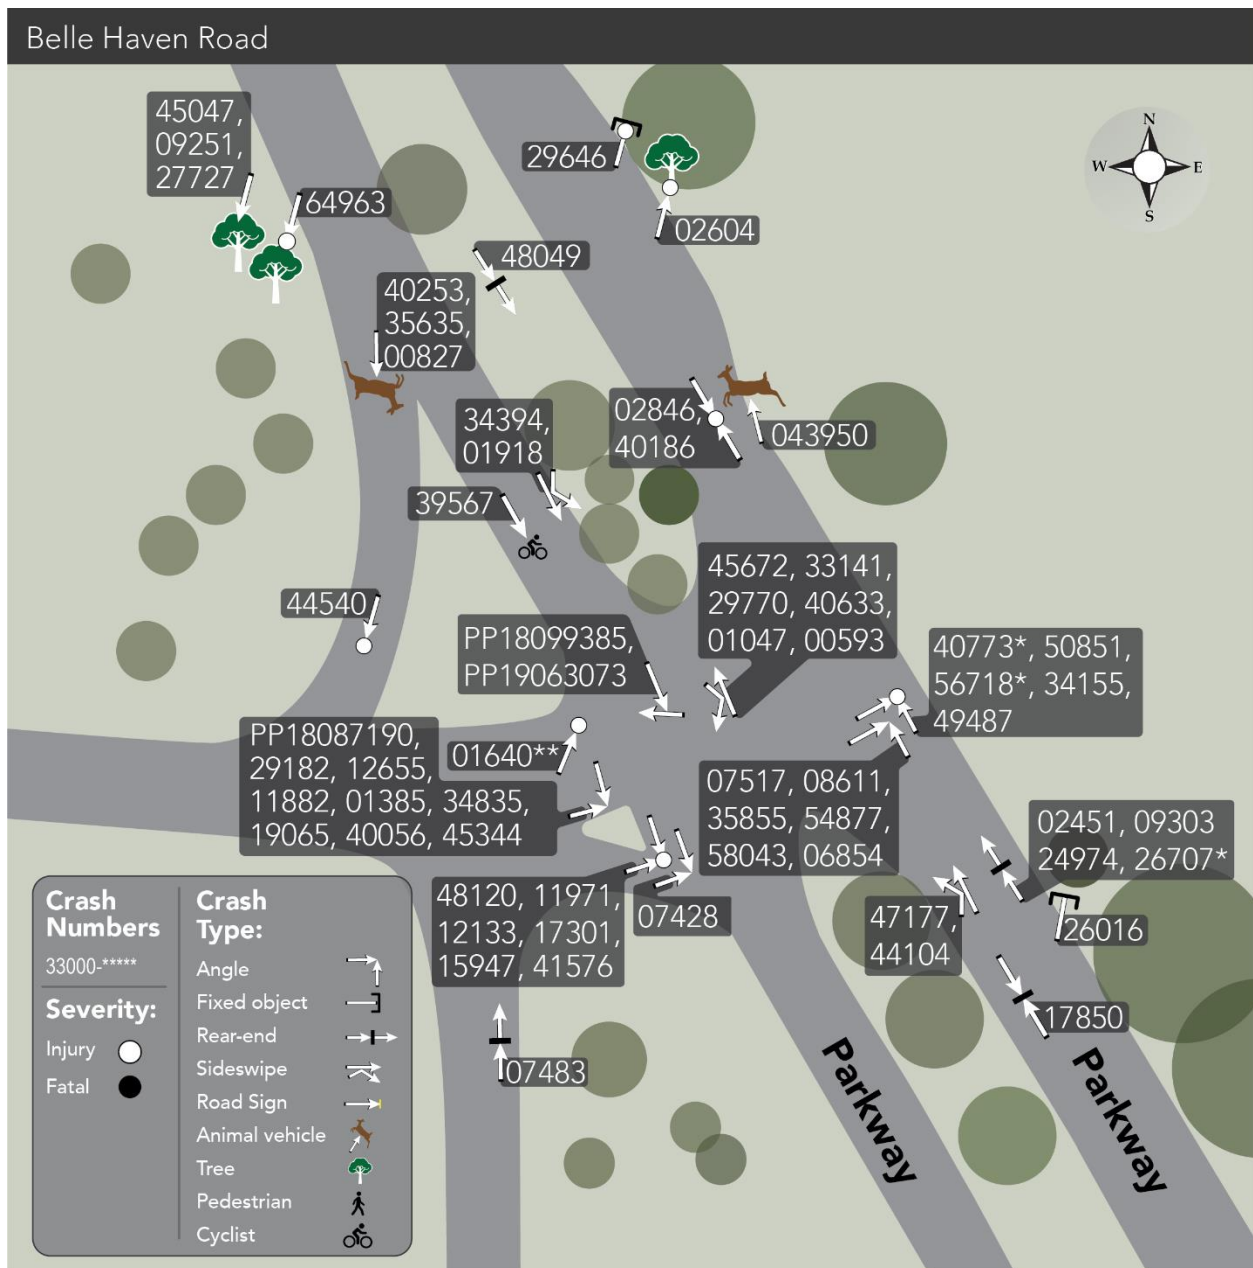 Belle Haven Road
45047,
09251,
27727
64963
29646
02604
N
W
E
S
48049
40253,
35635,
00827
34394,
01918
02846,
40186
043950
39567
44540
45672, 33141,
29770, 40633,
01047, 00593
PP18099385,
PP19063073
40773*, 50851,
56718*, 34155,
49487
PP18087190,
29182, 12655,
11882, 01385, 34835,
19065, 40056, 45344
01640**
07517, 08611,
35855, 54877,
58043, 06854
02451, 09303
24974, 26707*
48120, 11971,
12133, 17301,
15947, 41576
07428
47177,
44104
26016
17850
07483
Parkway
Parkway
Crash
Numbers
33000-*****
Severity:
Injury
Fatal
Crash
Type:
Angle
Fixed object
Rear-end
Sideswipe
Road Sign
Animal vehicle
Tree
Pedestrian
Cyclist